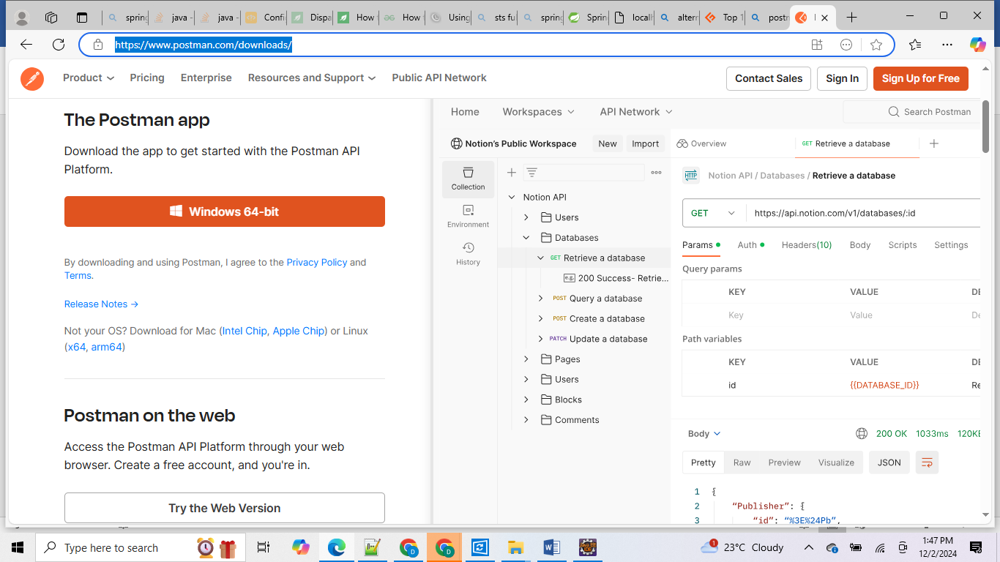 spring
java -
java -
Confi
Dispa
How
How t
Using
sts fu
spring
Sprin
localh
altern
Top 1
postn
https://www.postman.com/downloads/
Product
Pricing
Enterprise
Resources and Support
Public API Network
Contact Sales
Sign In
Sign Up for Free
The Postman app
Download the app to get started with the Postman API
Platform.
Windows 64-bit
By downloading and using Postman, I agree to the Privacy Policy and
Terms.
Release Notes →
Not your OS? Download for Mac (Intel Chip, Apple Chip) or Linux
(x64, arm64)
Postman on the web
Access the Postman API Platform through your web
browser. Create a free account, and you're in.
Try the Web Version
Home
Workspaces
API Network
Search Postman
Notion's Public Workspace
New
Import
Overview
GET Retrieve a database
Collection
Environment
History
Notion API
Users
Databases
GET Retrieve a database
e.g. 200 Success- Retrie...
POST Query a database
POST Create a database
PATCH Update a database
Pages
Users
Blocks
Comments
HTTP Notion API / Databases / Retrieve a database
GET
https://api.notion.com/v1/databases/:id
Params
Auth
Headers(10)
Body
Scripts
Settings
Query params
KEY VALUE DE
Key Value De
Path variables
KEY VALUE DE
id {{DATABASE_ID}} Re
Body
200 OK 1033ms 120KB
Pretty
Raw
Preview
Visualize
JSON
1 {
2 “Publisher”: {
3 “id”: “%3E%24Pb”,
Type here to search
1
23°C Cloudy
1:47 PM
12/2/2024